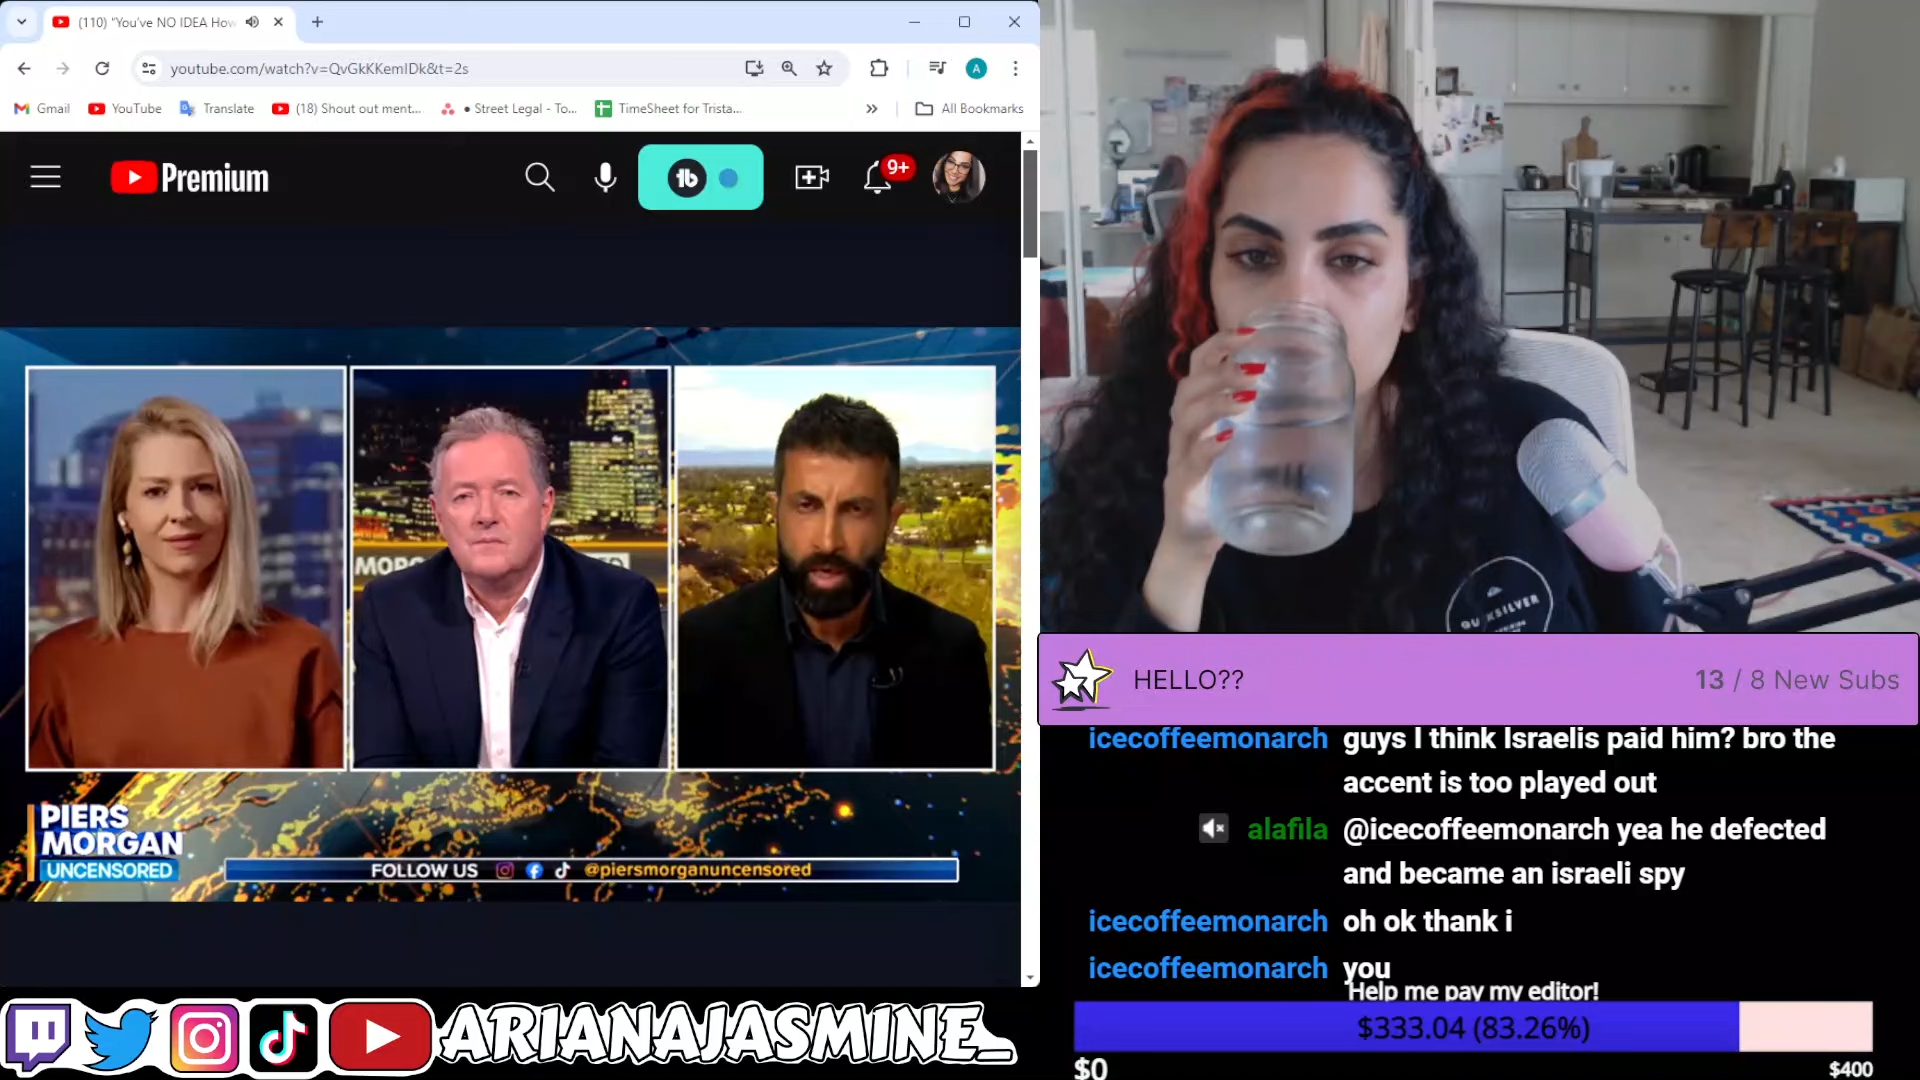 (110) "You've NO IDEA How
youtube.com/watch?v=QvGkKKemIDk&t=2s
A
Gmail
YouTube
Translate
(18) Shout out ment...
• Street Legal - To...
TimeSheet for Trista...
»
All Bookmarks
Premium
9+
MORG
PIERS
MORGAN
UNCENSORED
FOLLOW US
@piersmorganuncensored
QUIKSILVER
HELLO??
13 / 8 New Subs
icecoffeemonarch guys I think Israelis paid him? bro the
accent is too played out
alafila @icecoffeemonarch yea he defected
and became an israeli spy
icecoffeemonarch oh ok thank i
icecoffeemonarch you
Help me pay my editor!
$333.04 (83.26%)
$0
$400
ARIANAJASMINE_